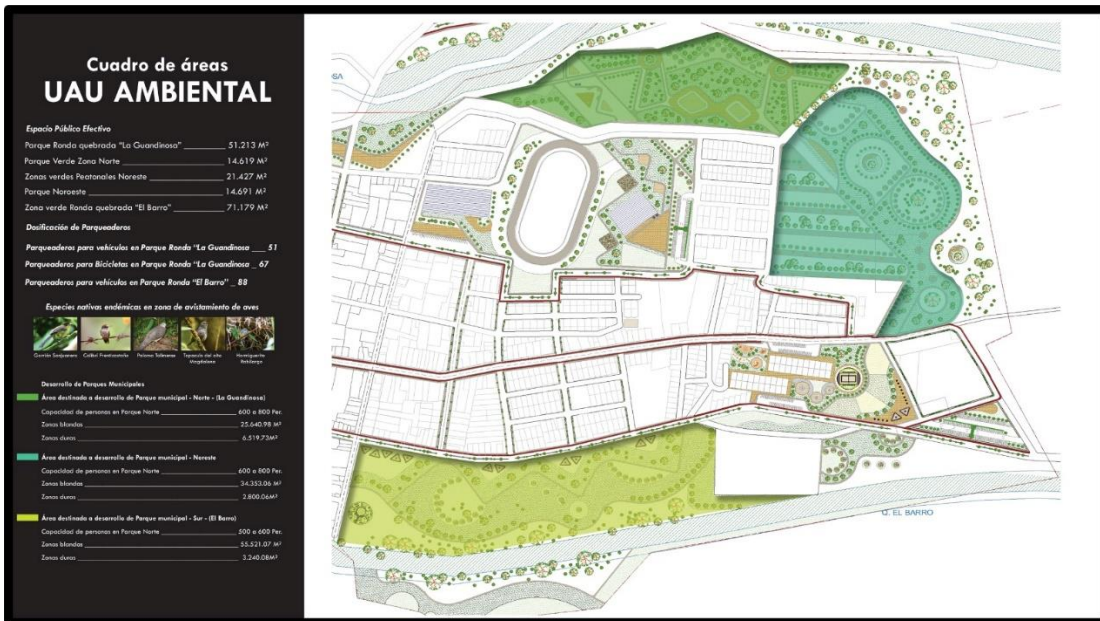 Cuadro de áreas
UAU AMBIENTAL
Espacio Público Efectivo
Parque Ronda quebrada "La Guandinosa" 51.213 M²
Parque Verde Zona Norte 14.619 M²
Zonas verdes Peatonales Noreste 21.427 M²
Parque Noroeste 14.691 M²
Zona verde Ronda quebrada "El Barro" 71.179 M²
Dosificación de Parqueaderos
Parqueaderos para vehículos en Parque Ronda "La Guandinosa 51
Parqueaderos para Bicicletas en Parque Ronda "La Guandinosa _ 67
Parqueaderos para vehículos en Parque Ronda "El Barro" _ 88
Especies nativas endémicas en zona de avistamiento de aves
Paloma Tolimense
Tapaculo del alto Magdalena
Desarrollo de Parques Municipales
Área destinada a desarrollo de Parque municipal - Norte - (La Guandinosa)
Capacidad de personas en Parque Norte 600 a 800 Per.
Zonas blandas 25.640.98 M²
Zonas duras 6.519.73M²
Área destinada a desarrollo de Parque municipal - Noreste
Capacidad de personas en Parque Norte 600 a 800 Per.
Zonas blandas 34.353.06 M²
Zonas duras 2.800.06M²
Área destinada a desarrollo de Parque municipal - Sur - (El Barro)
Capacidad de personas en Parque Norte 500 a 600 Per.
Zonas blandas 55.521.07 M²
Zonas duras 3.240.08M²
Q. EL BARRO